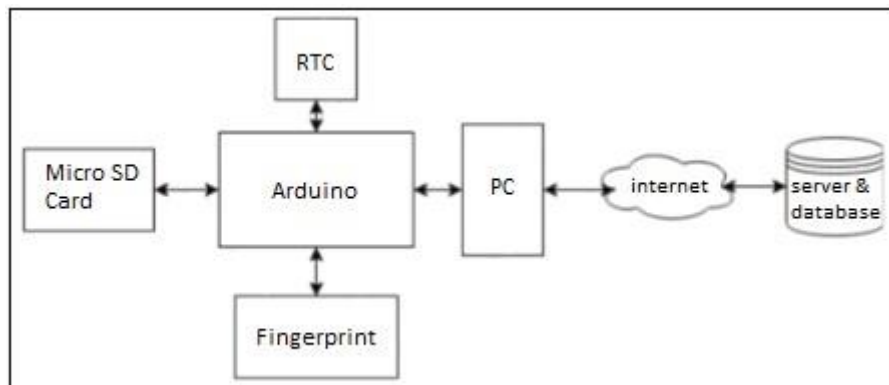 RTC
Micro SD
Card
Arduino
PC
internet
server &
database
Fingerprint